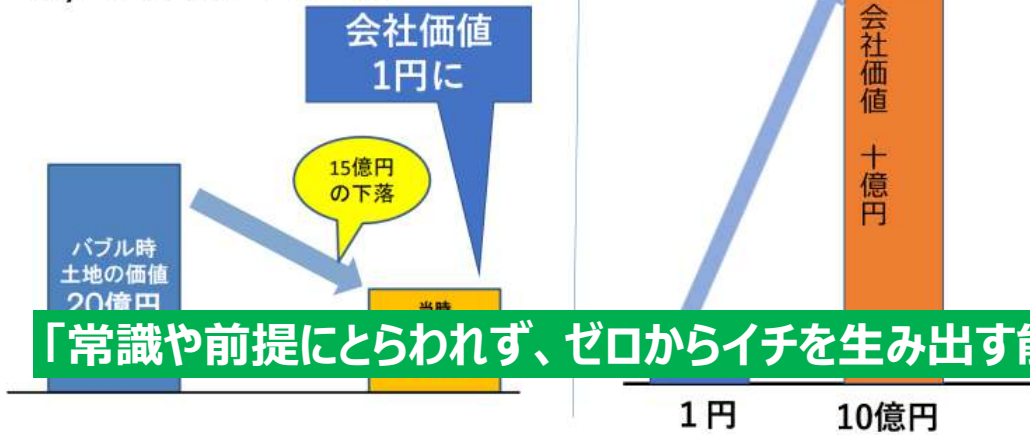 会社価値
1円に
15億円
の下落
バブル時
土地の価値
20億円
当時
会社価値 十億円
「常識や前提にとらわれず、ゼロからイチを生み出す
1円
10億円